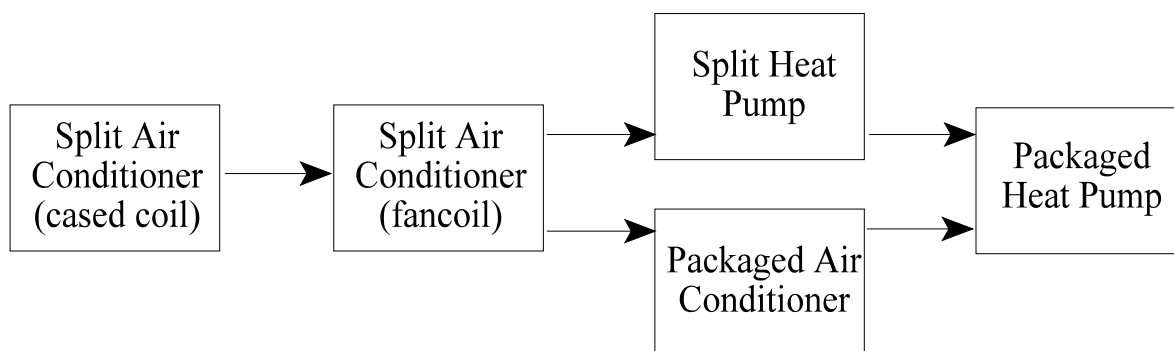 Split Air
Conditioner
(cased coil)
Split Air
Conditioner
(fancoil)
Split Heat
Pump
Packaged Air
Conditioner
Packaged
Heat Pump